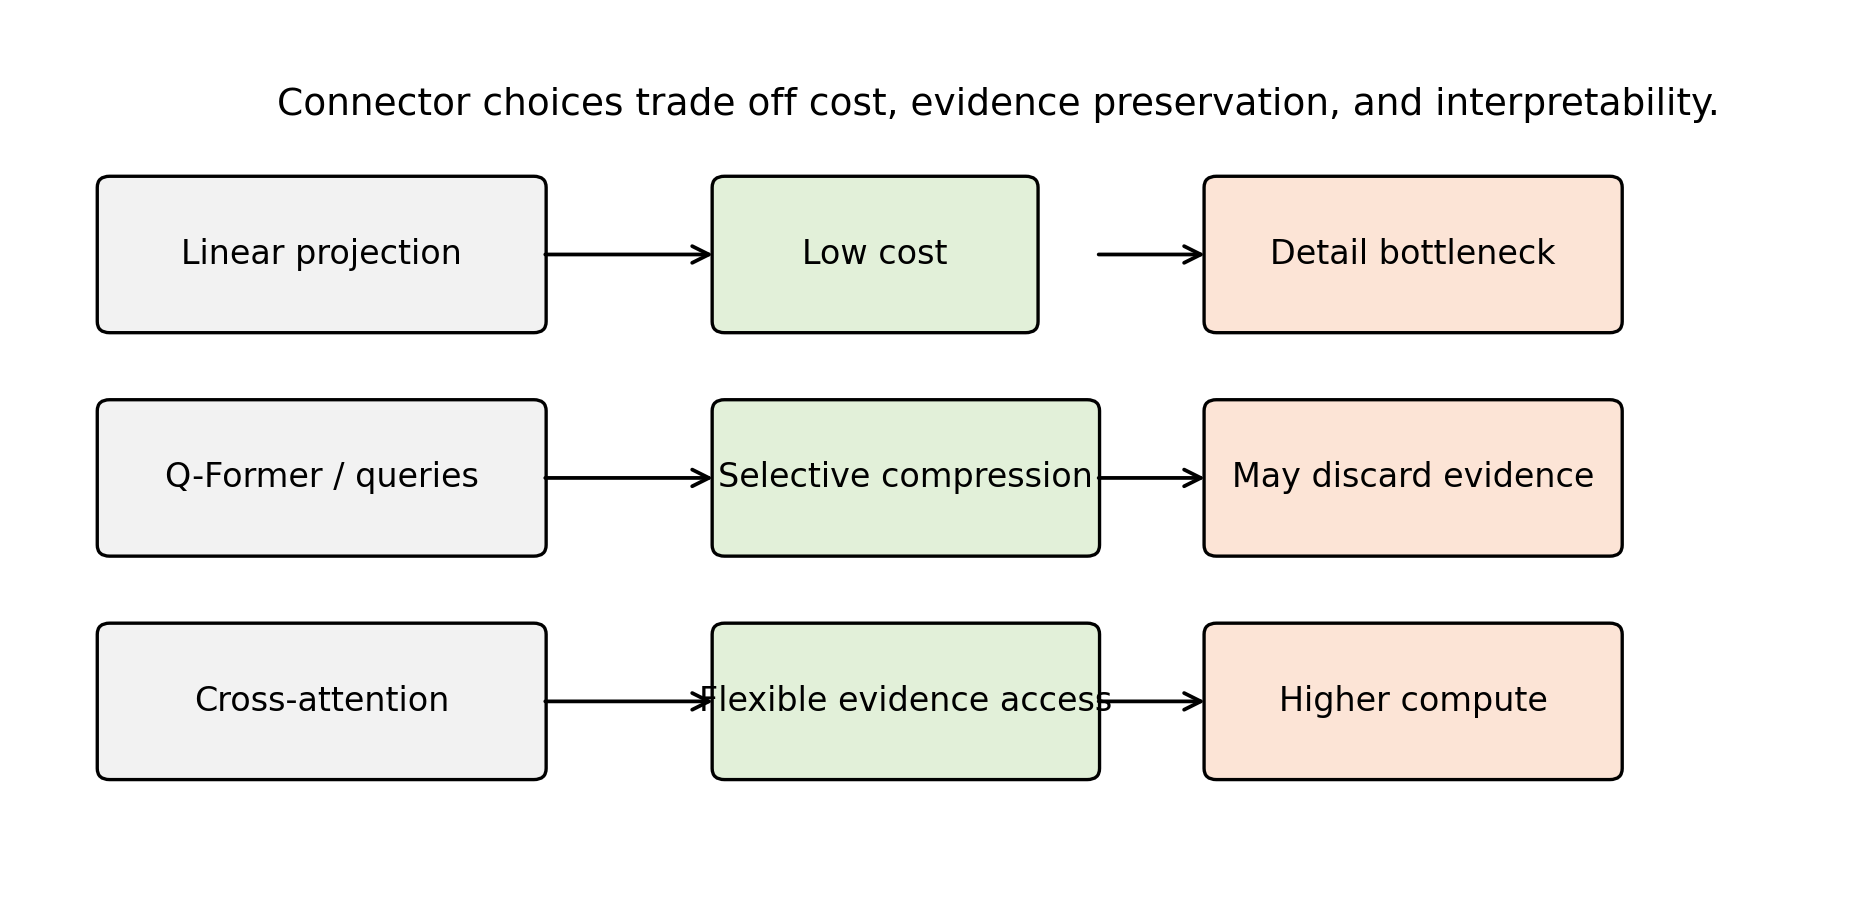 Connector choices trade off cost, evidence preservation, and interpretability.
Linear projection
Low cost
Detail bottleneck
Q-Former / queries
Selective compression
May discard evidence
Cross-attention
Flexible evidence access
Higher compute